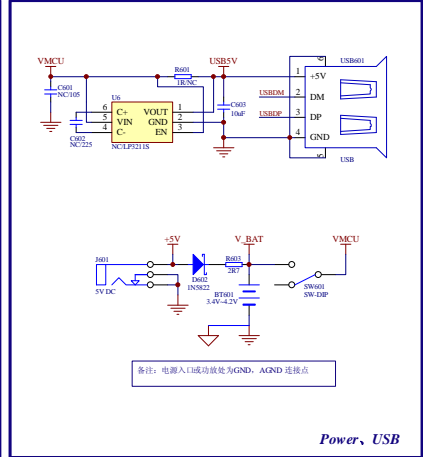 VMCU
R601
1R/NC
USB5V
USB601
C601
NC/105
U6
6 C+ VOUT 1
5 VIN GND 2
4 C- EN 3
C602
NC/225
NC/LP3211S
C603
10uF
6
1 +5V
USBDM 2 DM
USBDP 3 DP
4 GND
5
USB
+5V
V_BAT
VMCU
J601
5V DC
D602
1N5822
R603
2R7
BT601
3.4V~4.2V
SW601
SW-DIP
备注：电源入口或功放处为GND，AGND 连接点
Power、USB